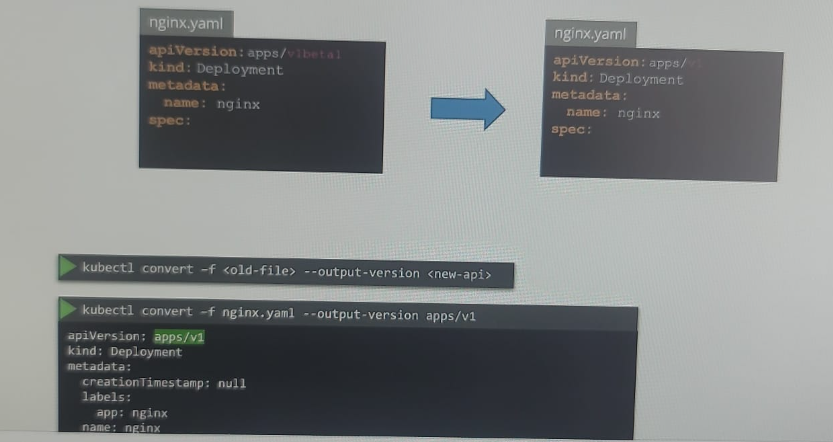 nginx.yaml
apiVersion: apps/v1beta1
kind: Deployment
metadata:
name: nginx
spec:
nginx.yaml
apiVersion: apps/v1
kind: Deployment
metadata:
name: nginx
spec:
kubectl convert -f <old-file> --output-version <new-api>
kubectl convert -f nginx.yaml --output-version apps/v1
apiVersion: apps/v1
kind: Deployment
metadata:
creationTimestamp: null
labels:
app: nginx
name: nginx